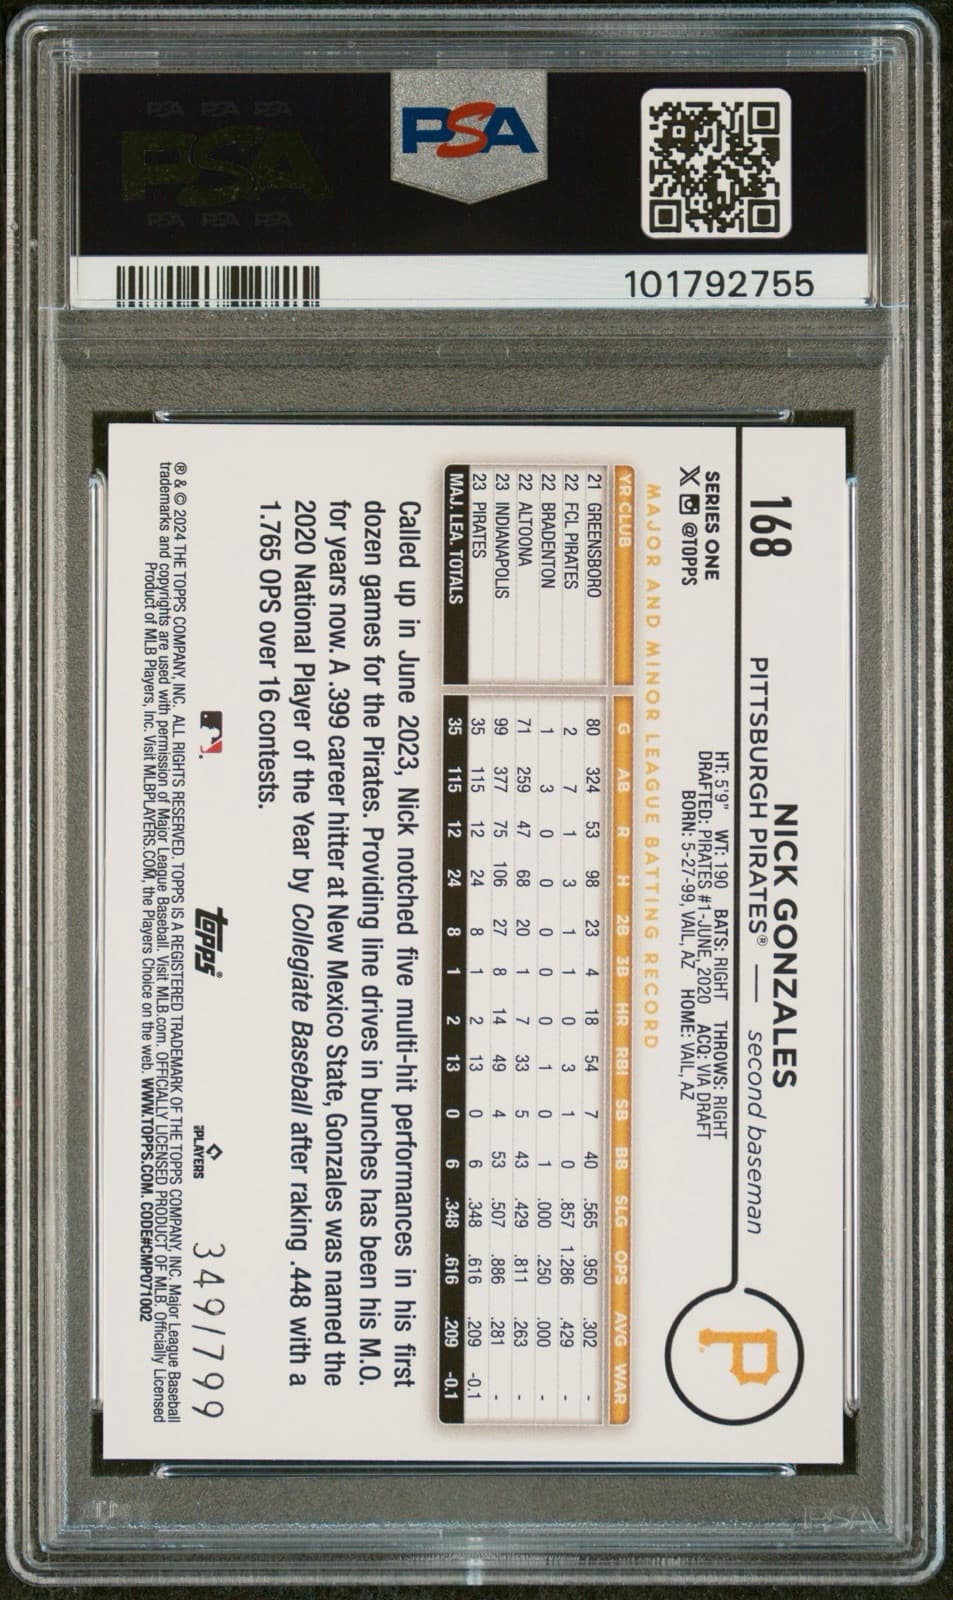 PSA PSA PSA
PSA
PSA PSA PSA
PSA
101792755
168
NICK GONZALES
PITTSBURGH PIRATES® — second baseman
P
SERIES ONE
X @TOPPS
HT: 5'9" WT: 190 BATS: RIGHT THROWS: RIGHT
DRAFTED: PIRATES #1-JUNE, 2020 ACQ: VIA DRAFT
BORN: 5-27-99, VAIL, AZ HOME: VAIL, AZ
MAJOR AND MINOR LEAGUE BATTING RECORD
YR CLUB G AB R H 2B 3B HR RBI SB BB SLG OPS AVG WAR
21 GREENSBORO 80 324 53 98 23 4 18 54 7 40 .565 .950 .302 -
22 FCL PIRATES 2 7 1 3 1 1 0 3 1 0 .857 1.286 .429 -
22 BRADENTON 1 3 0 0 0 0 0 1 0 1 .000 .250 .000 -
22 ALTOONA 71 259 47 68 20 1 7 33 5 43 .429 .811 .263 -
23 INDIANAPOLIS 99 377 75 106 27 8 14 49 4 53 .507 .886 .281 -
23 PIRATES 35 115 12 24 8 1 2 13 0 6 .348 .616 .209 -0.1
MAJ. LEA. TOTALS 35 115 12 24 8 1 2 13 0 6 .348 .616 .209 -0.1
Called up in June 2023, Nick notched five multi-hit performances in his first
dozen games for the Pirates. Providing line drives in bunches has been his M.O.
for years now. A .399 career hitter at New Mexico State, Gonzales was named the
2020 National Player of the Year by Collegiate Baseball after raking .448 with a
1.765 OPS over 16 contests.
topps®
PLAYERS
349/799
® & © 2024 THE TOPPS COMPANY, INC. ALL RIGHTS RESERVED. TOPPS IS A REGISTERED TRADEMARK OF THE TOPPS COMPANY, INC. Major League Baseball
trademarks and copyrights are used with permission of Major League Baseball. Visit MLB.com. OFFICIALLY LICENSED PRODUCT OF MLB. Officially Licensed
Product of MLB Players, Inc. Visit MLBPLAYERS.COM, the Players Choice on the web. WWW.TOPPS.COM. CODE#CMP071002
PSA